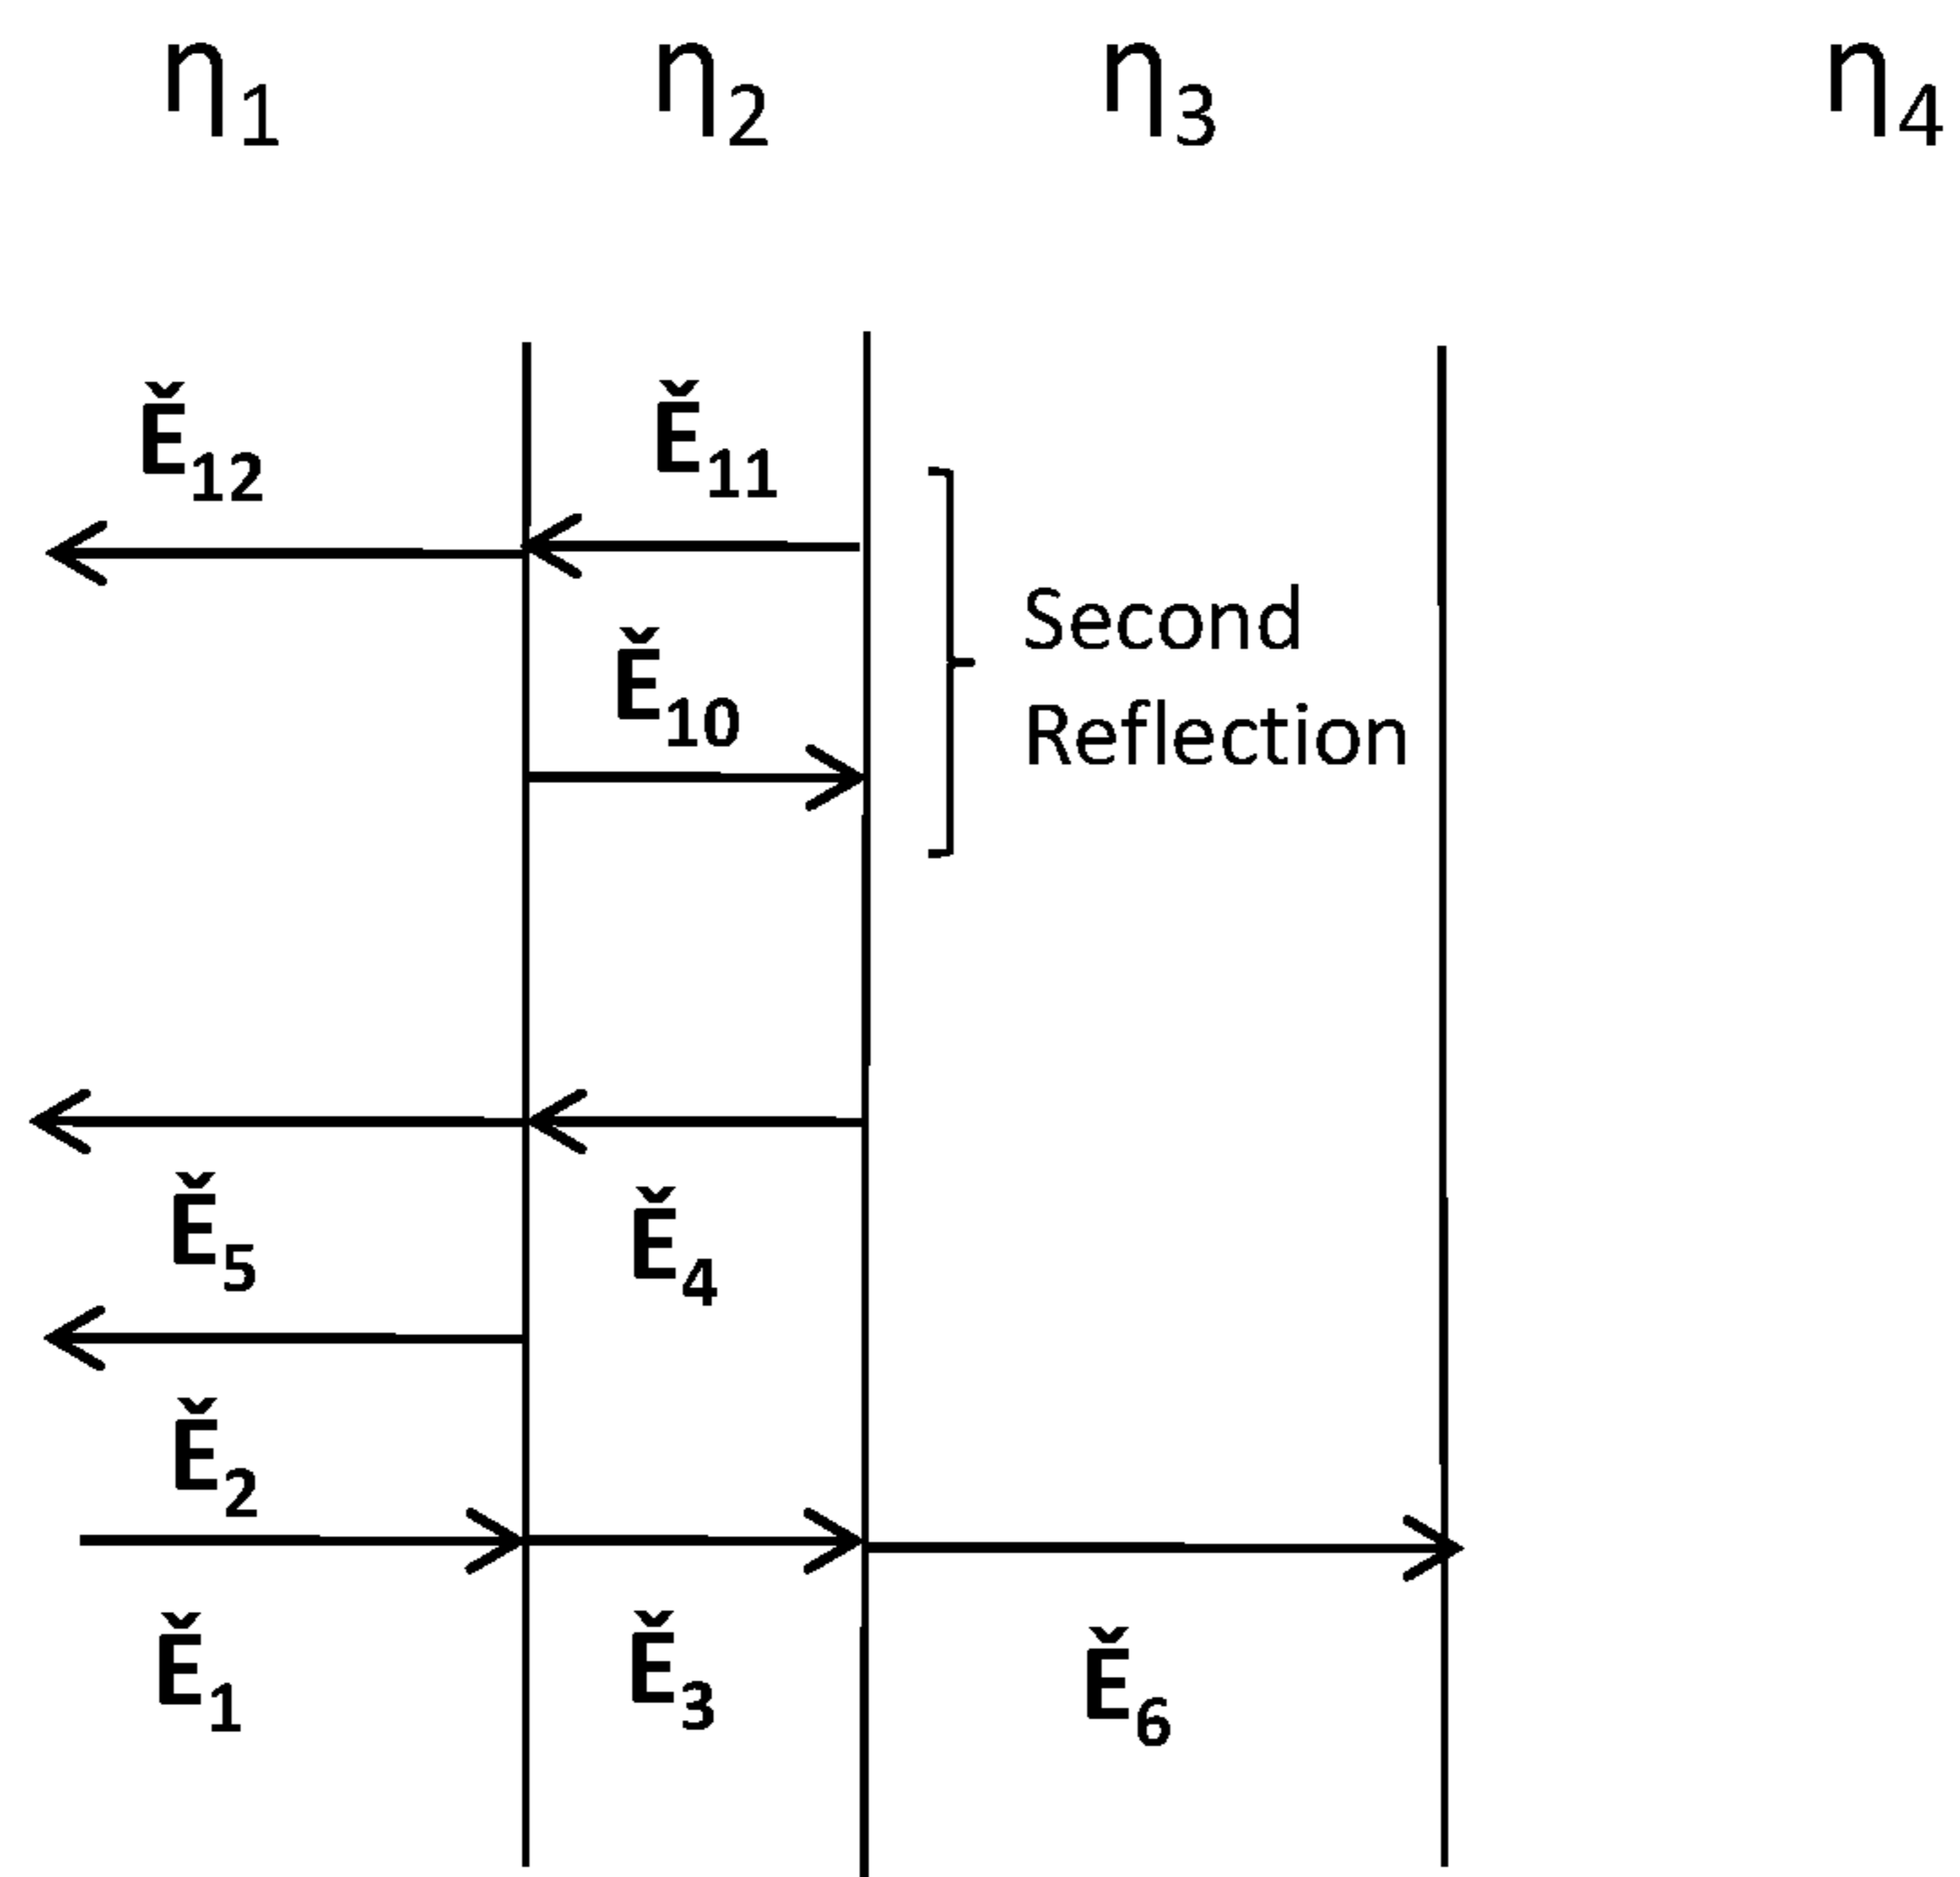 η1 η2 η3 η4
Ě12 Ě11
Second
Reflection
Ě10
Ě5 Ě4
Ě2
Ě1 Ě3 Ě6